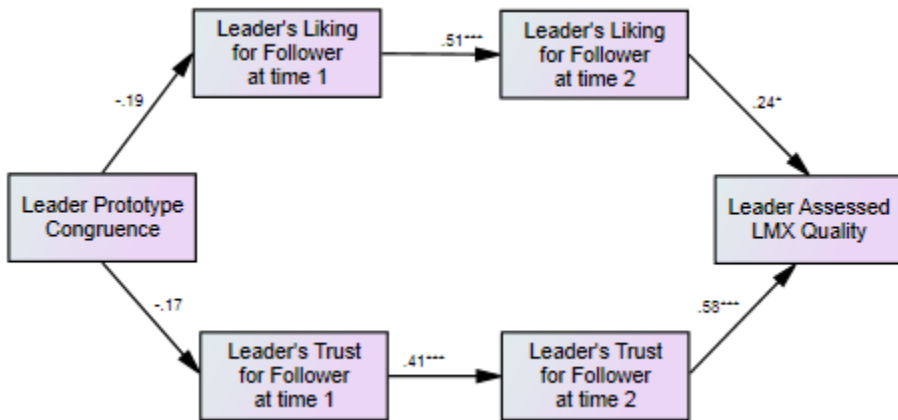 Leader's Liking
for Follower
at time 1
.51***
Leader's Liking
for Follower
at time 2
-.19
.24*
Leader Prototype
Congruence
Leader Assessed
LMX Quality
-.17
.58***
Leader's Trust
for Follower
at time 1
.41***
Leader's Trust
for Follower
at time 2